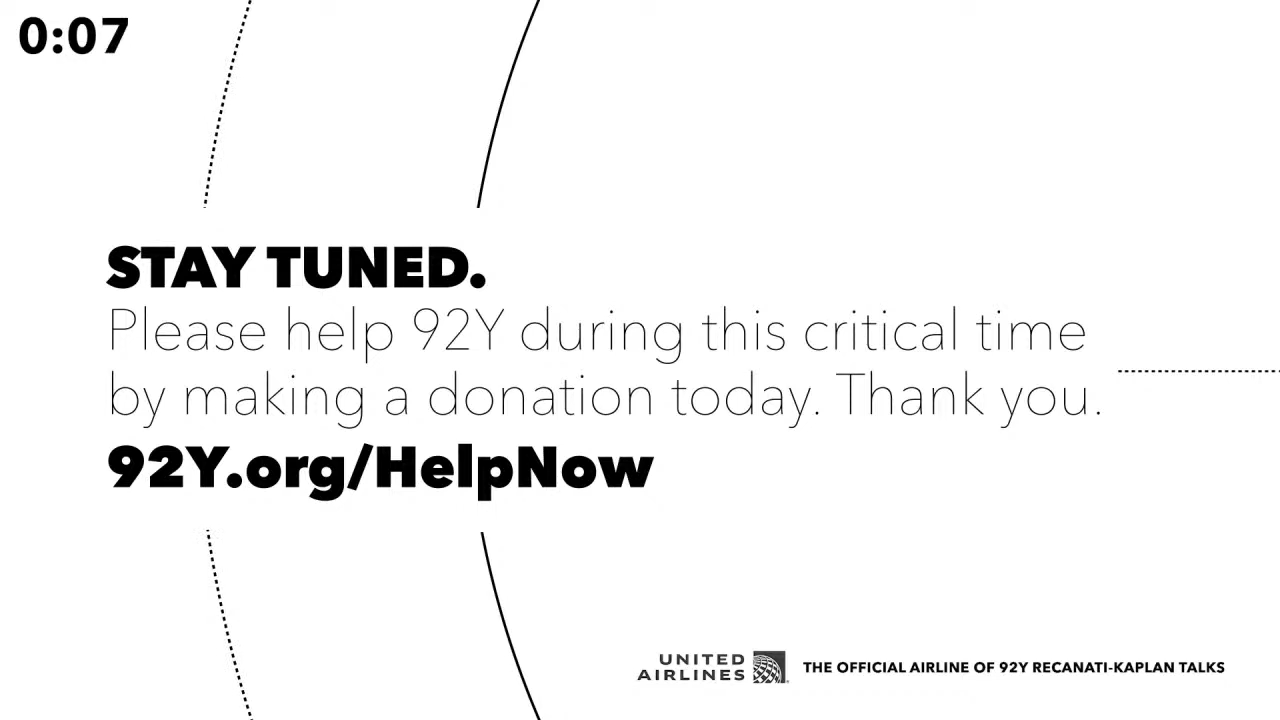 0:07
STAY TUNED.
Please help 92Y during this critical time
by making a donation today. Thank you.
92Y.org/HelpNow
UNITED
AIRLINES
THE OFFICIAL AIRLINE OF 92Y RECANATI-KAPLAN TALKS